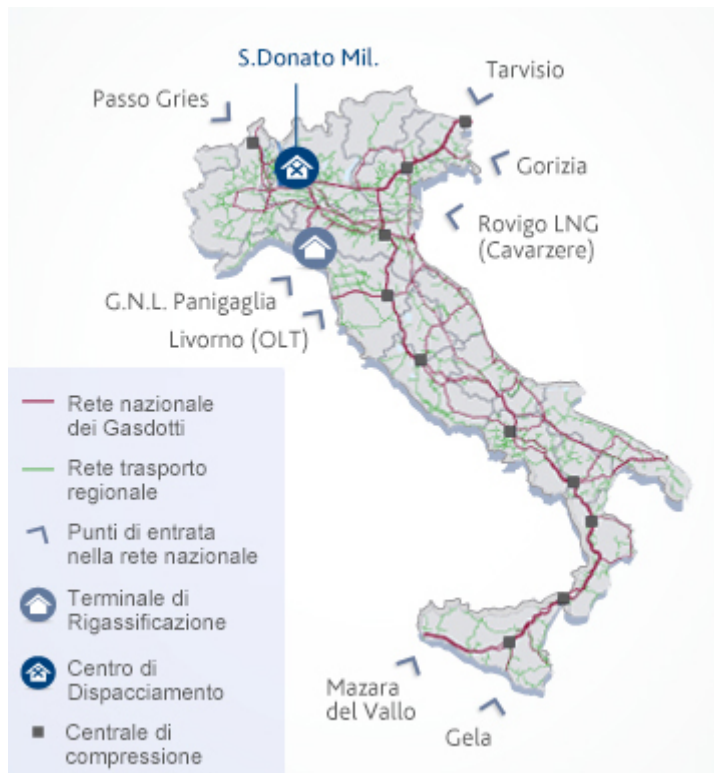 S.Donato Mil.
Tarvisio
Passo Gries
Gorizia
Rovigo LNG
(Cavarzere)
G.N.L. Panigaglia
Livorno (OLT)
Rete nazionale
dei Gasdotti
Rete trasporto
regionale
Punti di entrata
nella rete nazionale
Terminale di
Rigassificazione
Centro di
Dispacciamento
Centrale di
compressione
Mazara
del Vallo
Gela